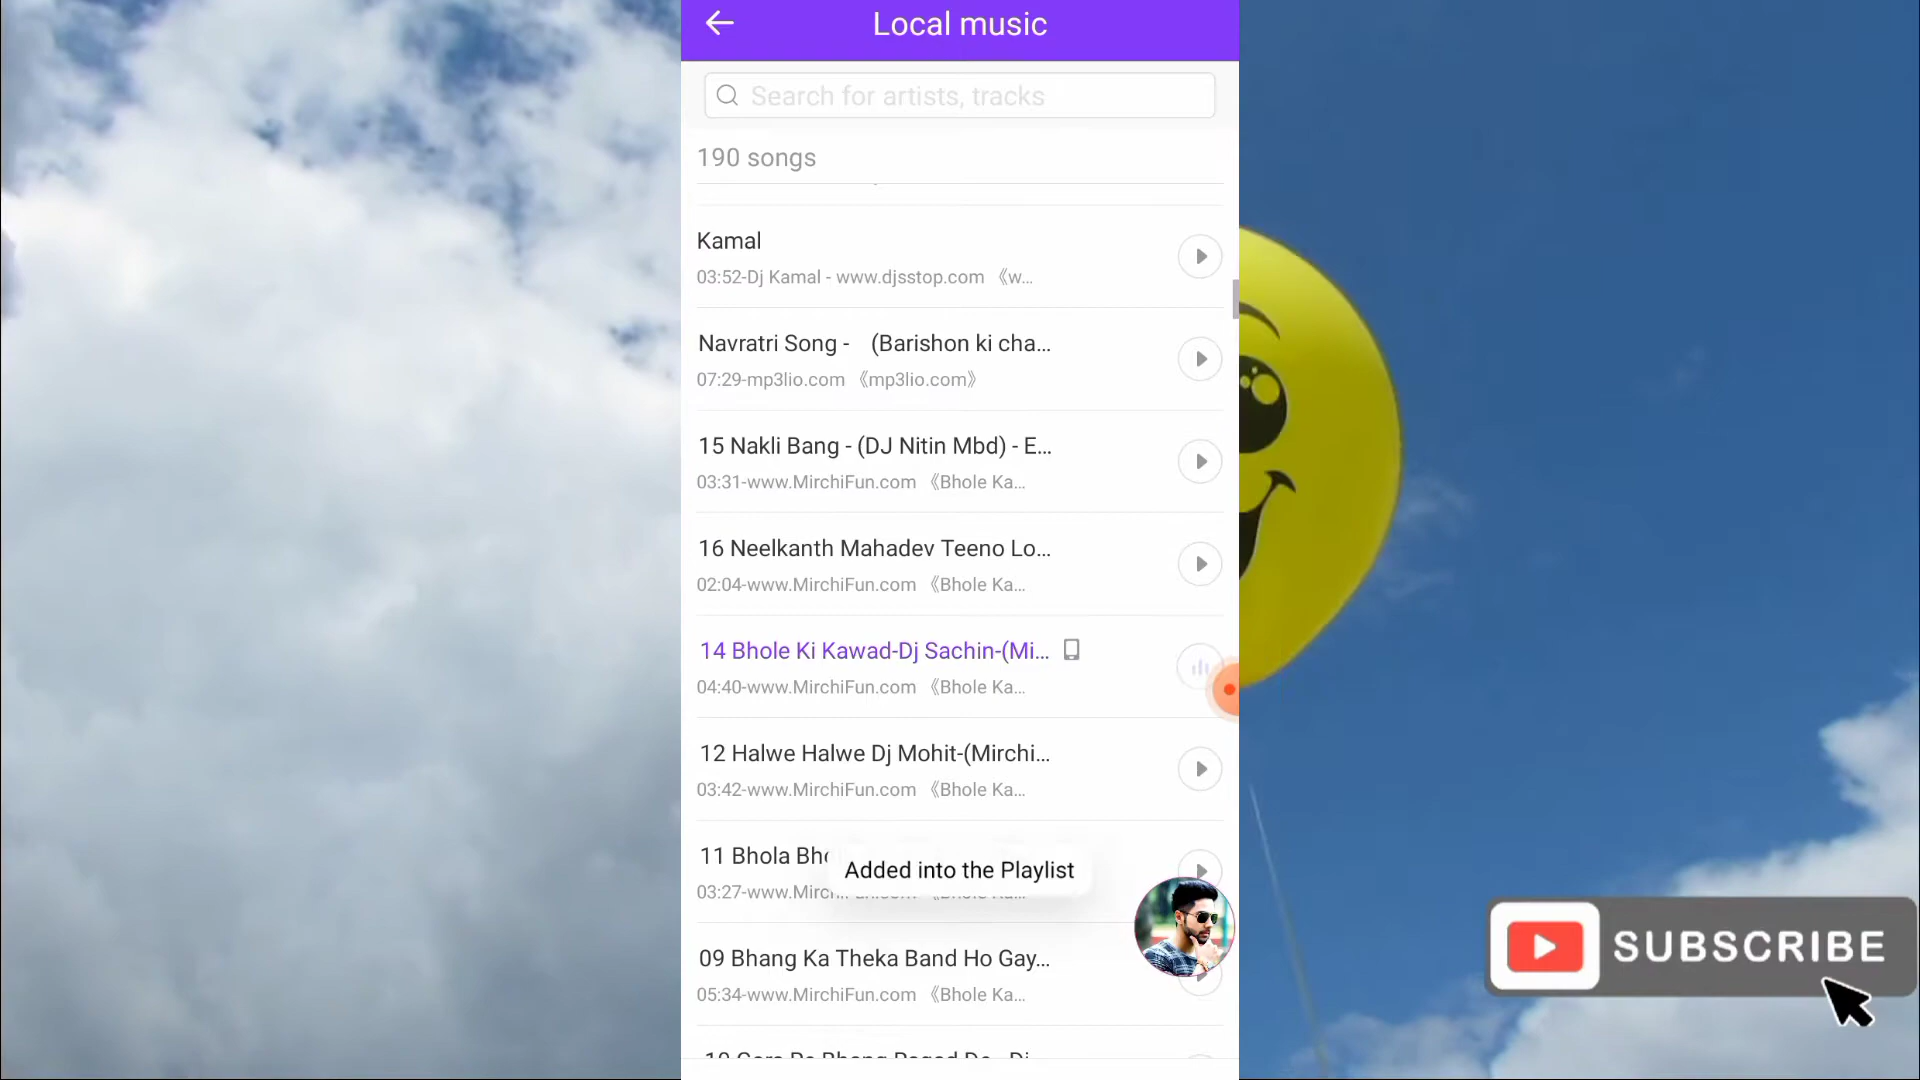 Local music
Search for artists, tracks
190 songs
Kamal
03:52-Dj Kamal - www.djsstop.com 《w...
Navratri Song - (Barishon ki cha...
07:29-mp3lio.com 《mp3lio.com》
15 Nakli Bang - (DJ Nitin Mbd) - E...
03:31-www.MirchiFun.com 《Bhole Ka...
16 Neelkanth Mahadev Teeno Lo...
02:04-www.MirchiFun.com 《Bhole Ka...
14 Bhole Ki Kawad-Dj Sachin-(Mi...
04:40-www.MirchiFun.com 《Bhole Ka...
12 Halwe Halwe Dj Mohit-(Mirchi...
03:42-www.MirchiFun.com 《Bhole Ka...
11 Bhola
Added into the Playlist
03:27-www. 《Bhole Ka...
09 Bhang Ka Theka Band Ho Gay...
05:34-www.MirchiFun.com 《Bhole Ka...
SUBSCRIBE